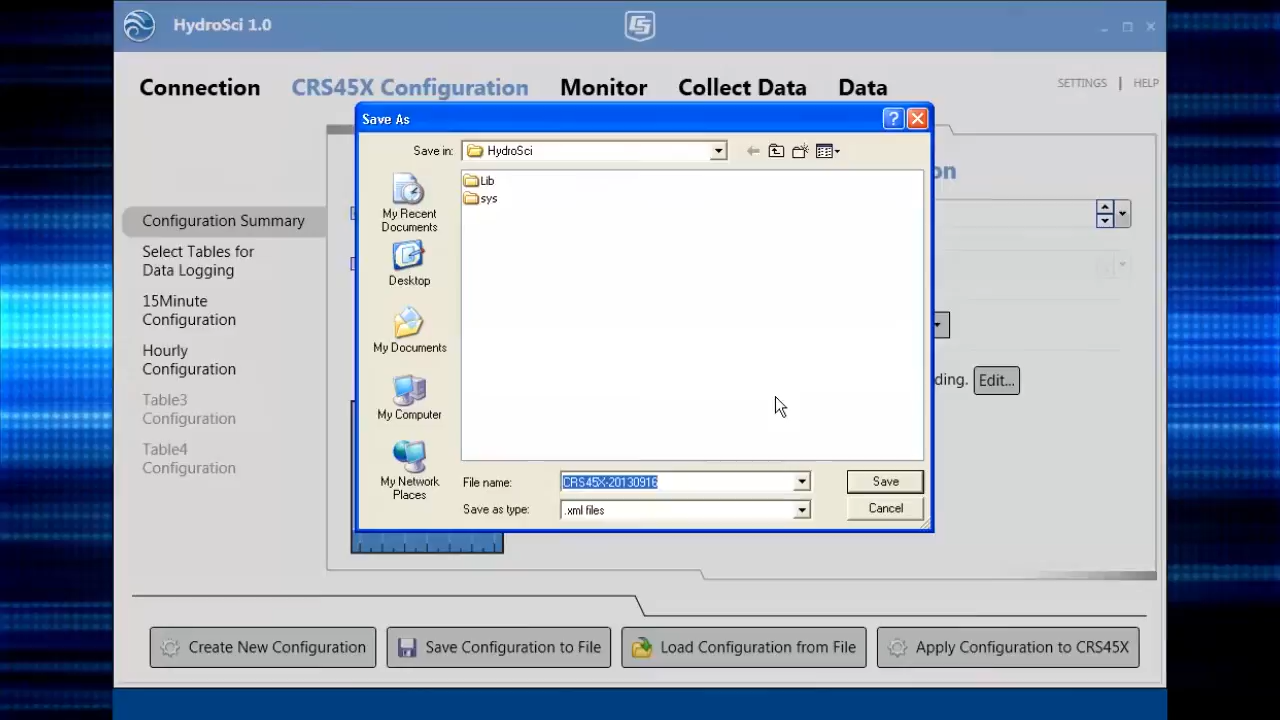 HydroSci 1.0
Connection
CRS45X Configuration
Monitor
Collect Data
Data
SETTINGS | HELP
Save As
Save in:
HydroSci
Lib
sys
My Recent
Documents
Desktop
My Documents
My Computer
My Network
Places
File name:
CRS45X-20130916
Save
Save as type:
.xml files
Cancel
on
ding.
Edit...
Configuration Summary
Select Tables for
Data Logging
15Minute
Configuration
Hourly
Configuration
Table3
Configuration
Table4
Configuration
Create New Configuration
Save Configuration to File
Load Configuration from File
Apply Configuration to CRS45X